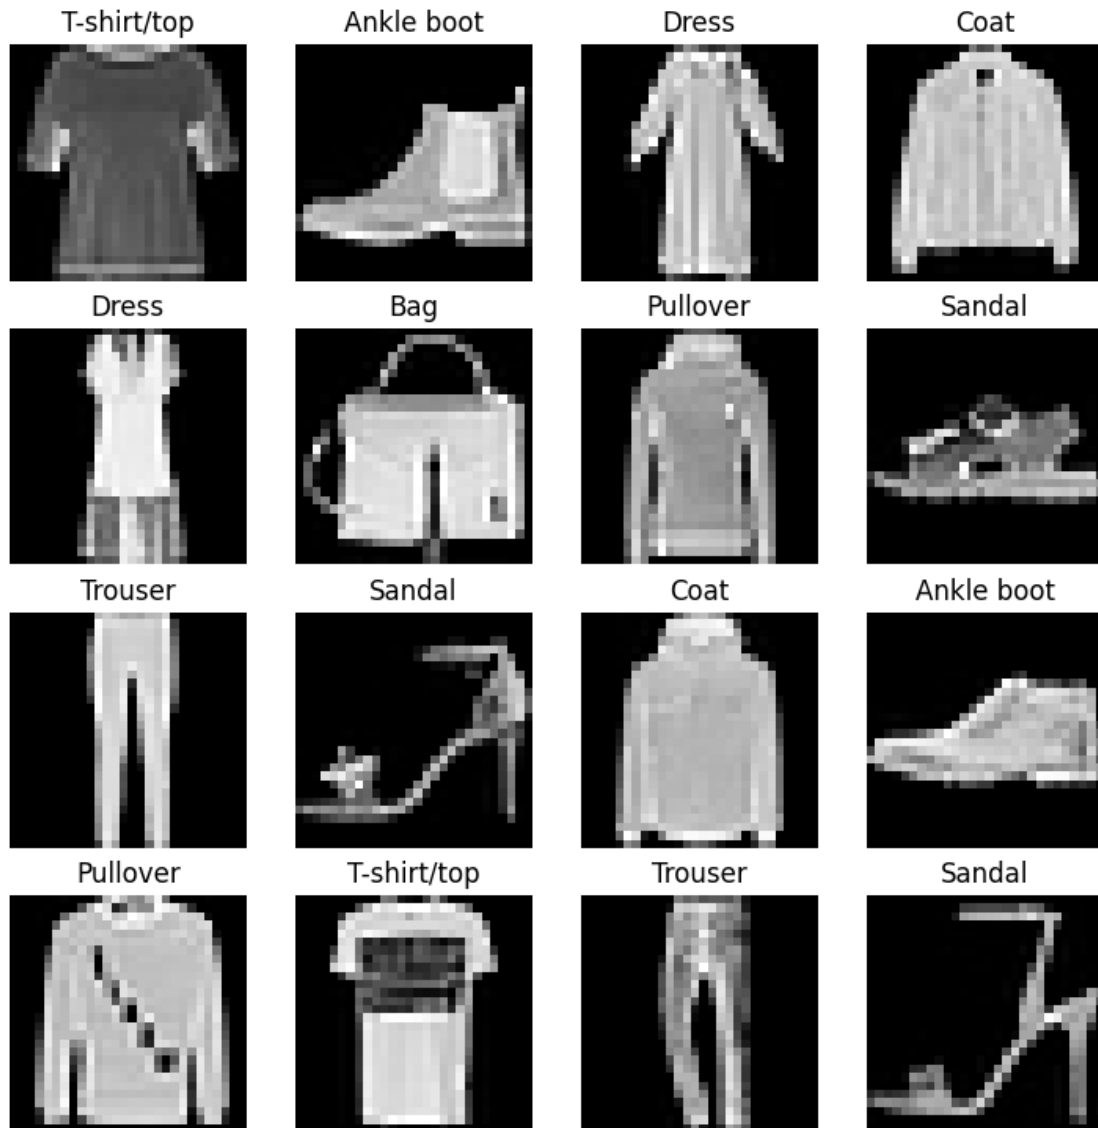 T-shirt/top Ankle boot Dress Coat
Dress Bag Pullover Sandal
Trouser Sandal Coat Ankle boot
Pullover T-shirt/top Trouser Sandal